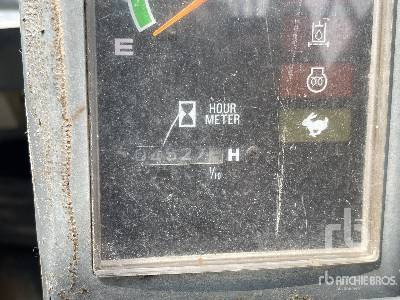 E
HOUR
METER
H
1/10
rb
RITCHIE BROS.